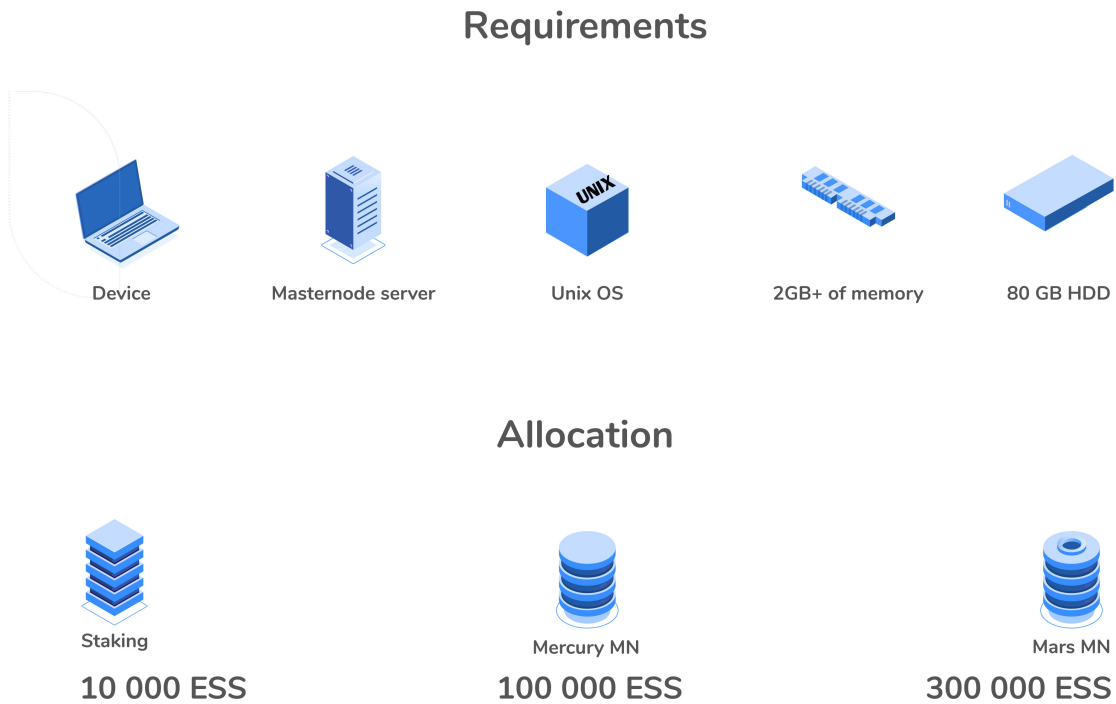 Requirements
UNIX
Device
Masternode server
Unix OS
2GB+ of memory
80 GB HDD
Allocation
Staking
Mercury MN
Mars MN
10 000 ESS
100 000 ESS
300 000 ESS